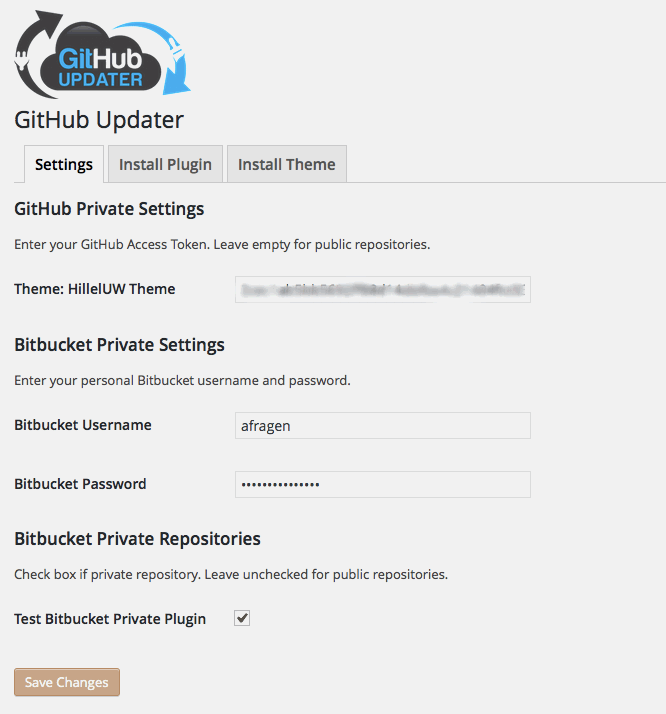 GitHub
UPDATER
GitHub Updater
Settings Install Plugin Install Theme
GitHub Private Settings
Enter your GitHub Access Token. Leave empty for public repositories.
Theme: HillelUW Theme
Bitbucket Private Settings
Enter your personal Bitbucket username and password.
Bitbucket Username afragen
Bitbucket Password •••••••••••••••
Bitbucket Private Repositories
Check box if private repository. Leave unchecked for public repositories.
Test Bitbucket Private Plugin
Save Changes